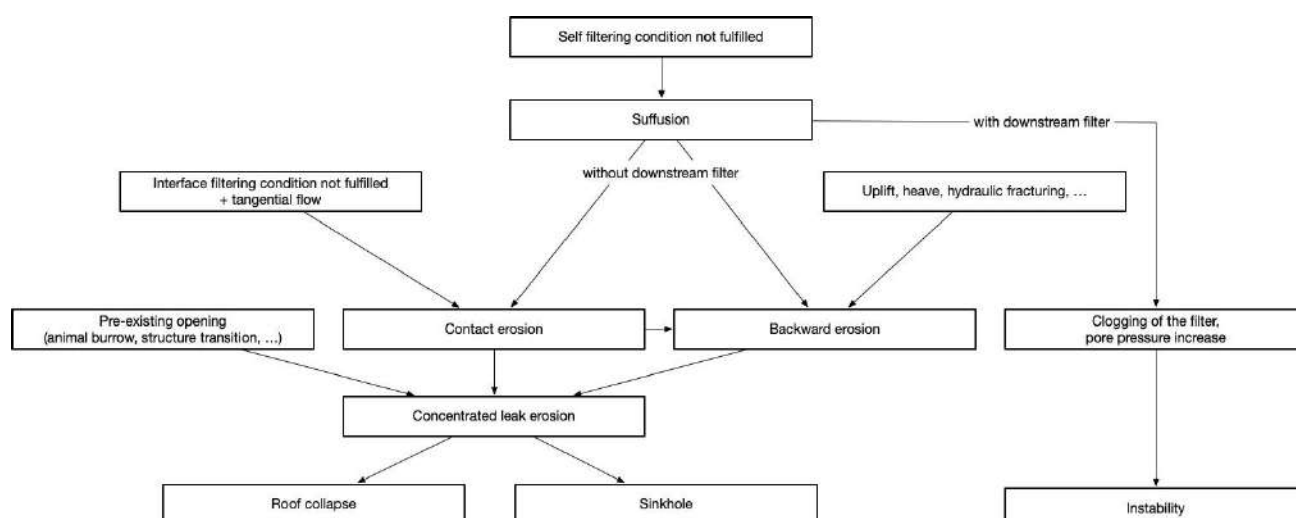 Self filtering condition not fulfilled
Suffusion
with downstream filter
without downstream filter
Interface filtering condition not fulfilled
+ tangential flow
Uplift, heave, hydraulic fracturing, ...
Pre-existing opening
(animal burrow, structure transition, ...)
Contact erosion
Backward erosion
Clogging of the filter,
pore pressure increase
Concentrated leak erosion
Roof collapse
Sinkhole
Instability